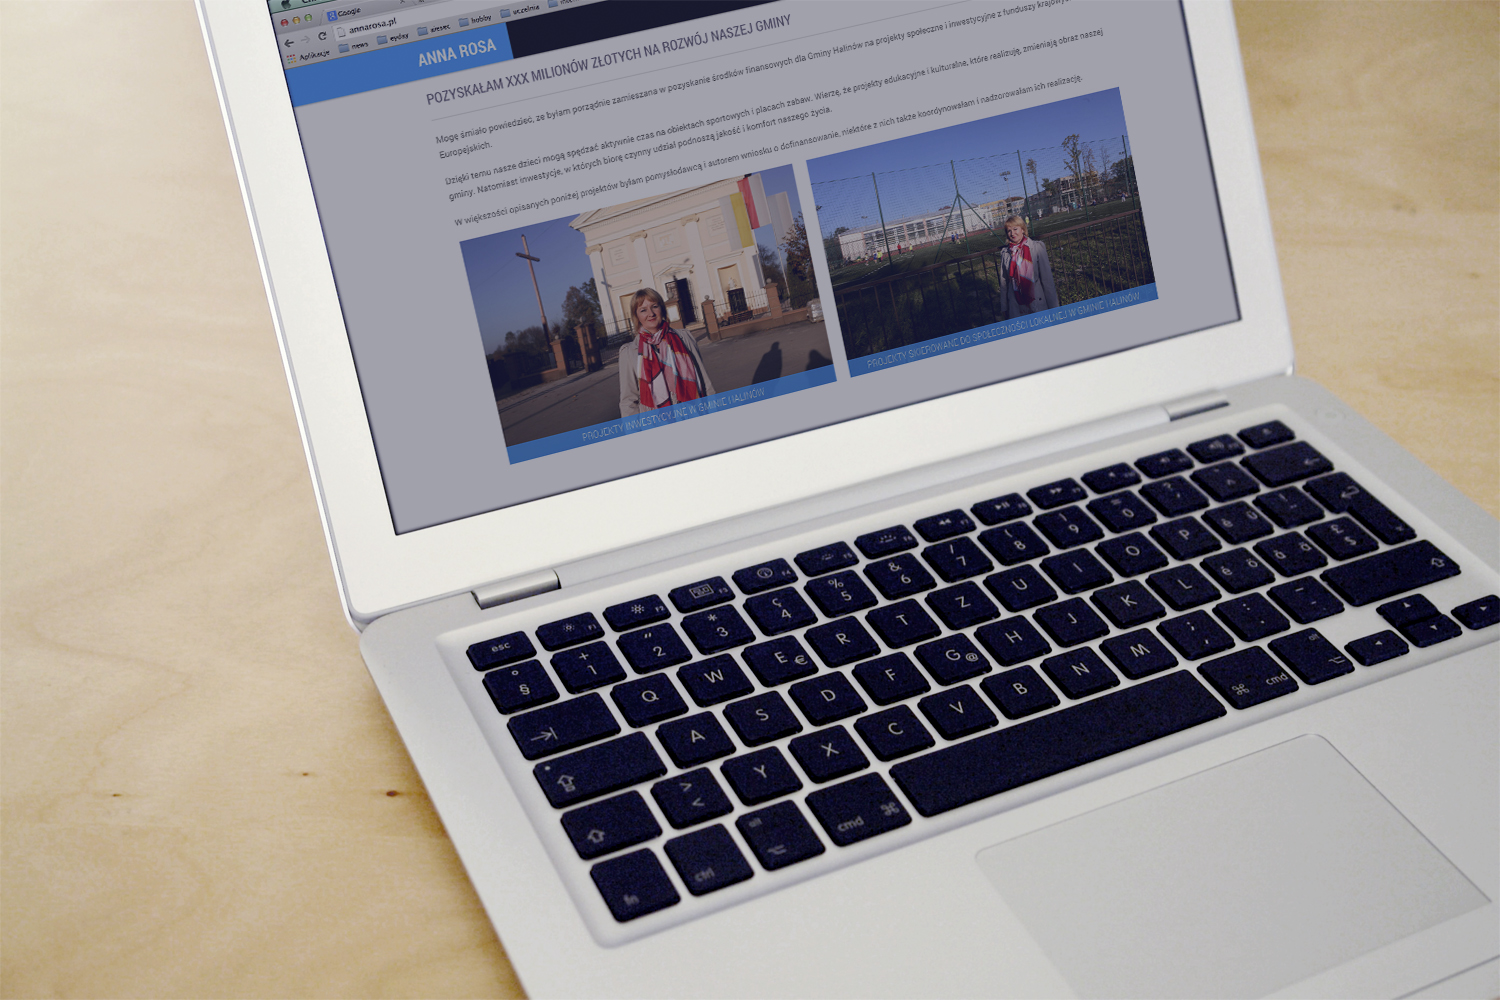 Google
annarosa.pl
Aplikacje news eyday aiesec hobby uczelnia
ANNA ROSA
POZYSKAŁAM XXX MILIONÓW ZŁOTYCH NA ROZWÓJ NASZEJ GMINY
Mogę śmiało powiedzieć, ze byłam porządnie zamieszana w pozyskanie środków finansowych dla Gminy Halinów na projekty społeczne i inwestycyjne z funduszy krajowych
Europejskich.
Dzięki temu nasze dzieci mogą spędzać aktywnie czas na obiektach sportowych i placach zabaw. Wierzę, że projekty edukacyjne i kulturalne, które realizuję, zmieniają obraz naszej
gminy. Natomiast inwestycje, w których biorę czynny udział podnoszą jakość i komfort naszego życia.
W większości opisanych poniżej projektów byłam pomysłodawcą i autorem wniosku o dofinansowanie, niektóre z nich także koordynowałam i nadzorowałam ich realizację.
PROJEKTY INWESTYCYJNE W GMINIE HALINÓW
PROJEKTY SKIEROWANE DO SPOŁECZNOŚCI LOKALNEJ W GMINIE HALINÓW
esc F1 F2 F3 F4 F5 F6 F7 F8 F9
° § + 1 " 2 * 3 ç 4 % 5 & 6 / 7 ( 8 ) 9 = 0 ? '
Q W E € R T Z U I O P è ü ! ¨
A S D F G @ H J K L é ö à ä £ $
> < Y X C V B N M ; , : . _ -
fn ctrl alt ⌥ cmd ⌘ ⌘ cmd alt ⌥